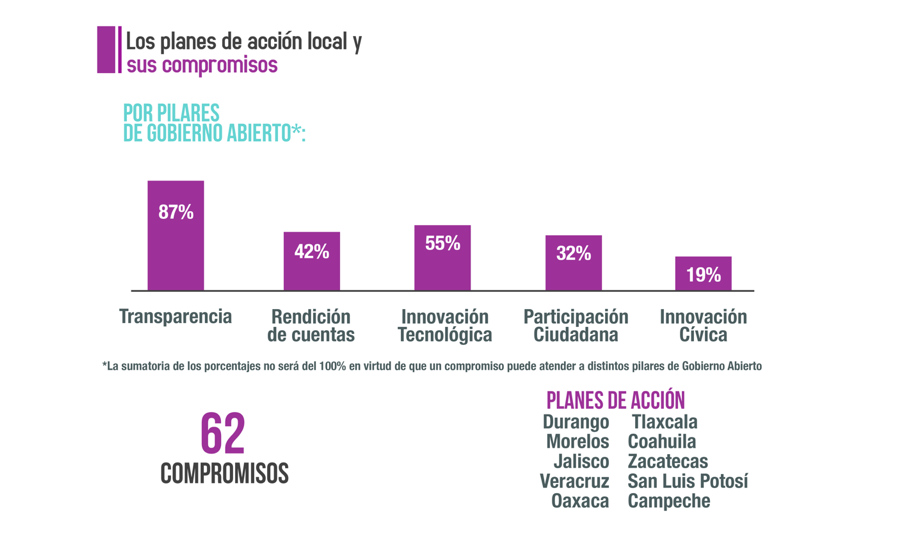 Los planes de acción local y
sus compromisos
POR PILARES
DE GOBIERNO ABIERTO*:
87%
42%
55%
32%
19%
Transparencia
Rendición
de cuentas
Innovación
Tecnológica
Participación
Ciudadana
Innovación
Cívica
*La sumatoria de los porcentajes no será del 100% en virtud de que un compromiso puede atender a distintos pilares de Gobierno Abierto
62
COMPROMISOS
PLANES DE ACCIÓN
Durango Tlaxcala
Morelos Coahuila
Jalisco Zacatecas
Veracruz San Luis Potosí
Oaxaca Campeche